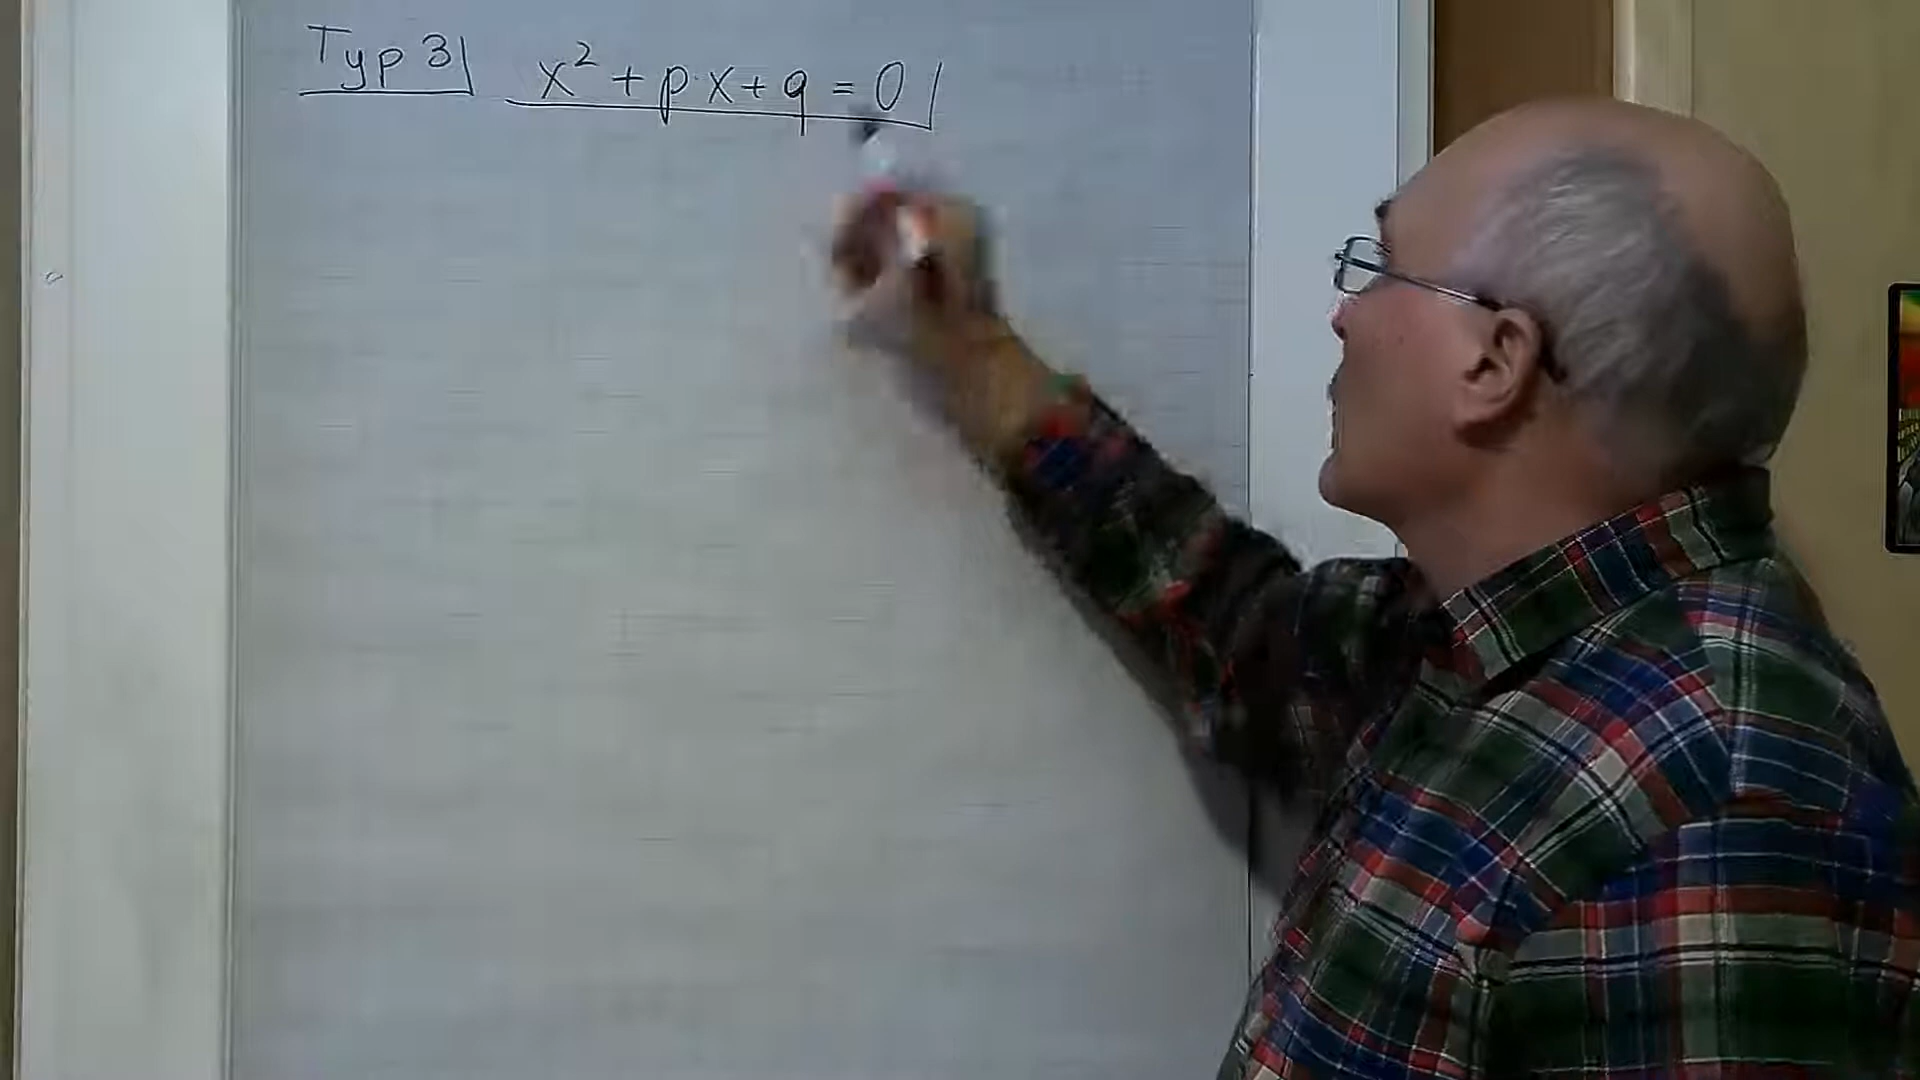 Typ 3 x² + p·x + q = 0